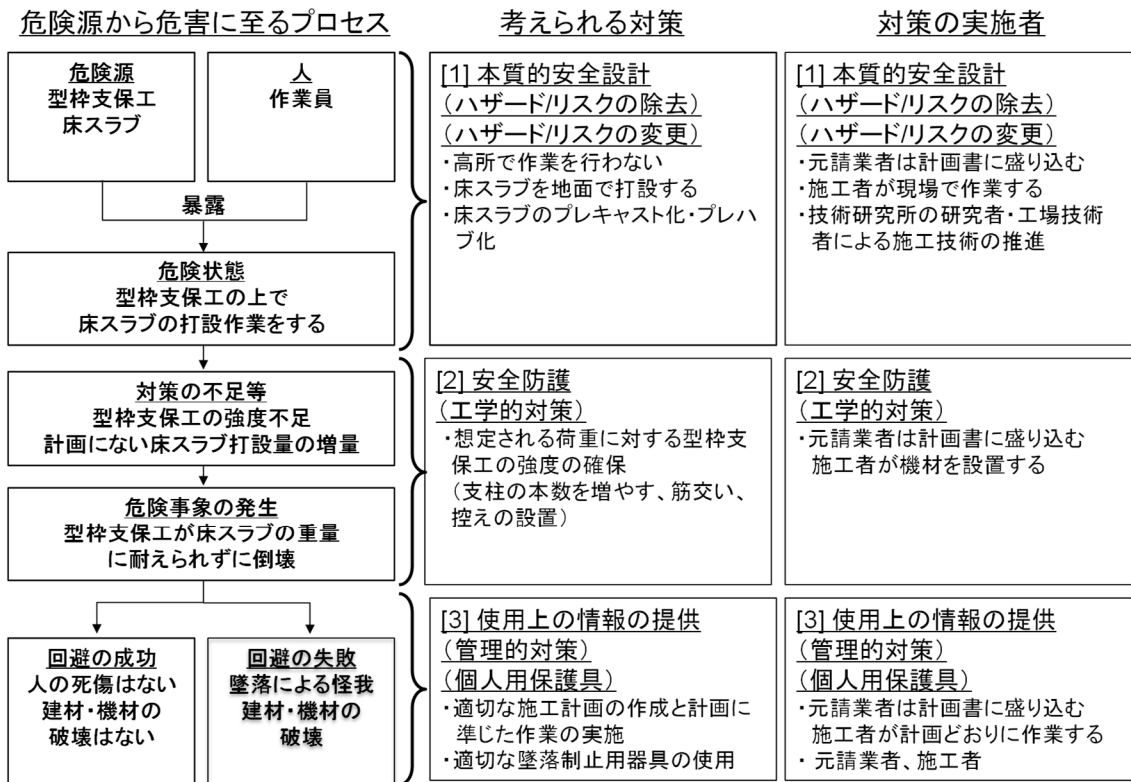 危険源から危害に至るプロセス
考えられる対策
対策の実施者
危険源
型枠支保工
床スラブ
人
作業員
暴露
危険状態
型枠支保工の上で
床スラブの打設作業をする
対策の不足等
型枠支保工の強度不足
計画にない床スラブ打設量の増量
危険事象の発生
型枠支保工が床スラブの重量
に耐えられずに倒壊
回避の成功
人の死傷はない
建材・機材の
破壊はない
回避の失敗
墜落による怪我
建材・機材の
破壊
[1] 本質的安全設計
(ハザード/リスクの除去)
(ハザード/リスクの変更)
・高所で作業を行わない
・床スラブを地面で打設する
・床スラブのプレキャスト化・プレハ
ブ化
[2] 安全防護
(工学的対策)
・想定される荷重に対する型枠支
保工の強度の確保
(支柱の本数を増やす、筋交い、
控えの設置)
[3] 使用上の情報の提供
(管理的対策)
(個人用保護具)
・適切な施工計画の作成と計画に
準じた作業の実施
・適切な墜落制止用器具の使用
[1] 本質的安全設計
(ハザード/リスクの除去)
(ハザード/リスクの変更)
・元請業者は計画書に盛り込む
・施工者が現場で作業する
・技術研究所の研究者・工場技術
者による施工技術の推進
[2] 安全防護
(工学的対策)
・元請業者は計画書に盛り込む
施工者が機材を設置する
[3] 使用上の情報の提供
(管理的対策)
(個人用保護具)
・元請業者は計画書に盛り込む
施工者が計画どおりに作業する
・元請業者、施工者